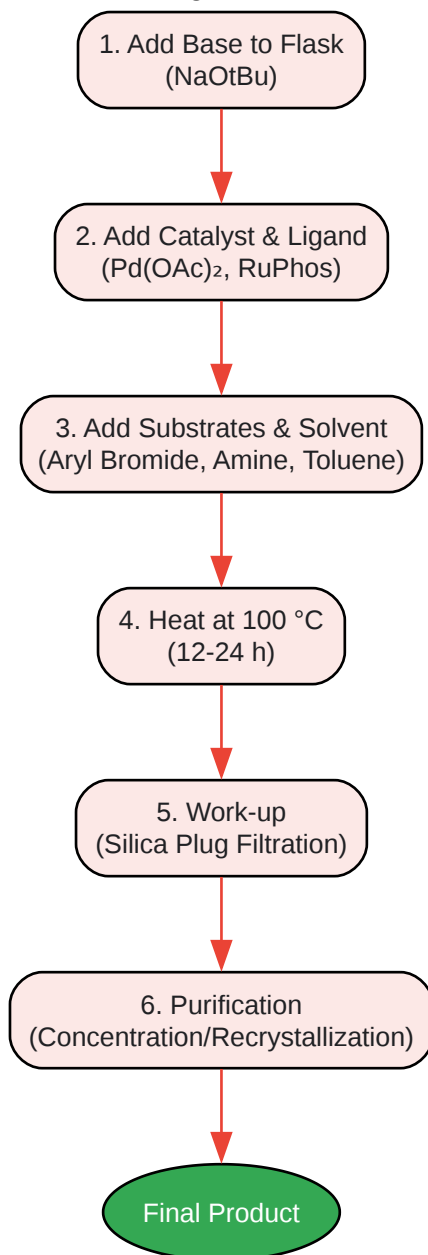 1. Add Base to Flask
(NaOtBu)
2. Add Catalyst & Ligand
(Pd(OAc)₂, RuPhos)
3. Add Substrates & Solvent
(Aryl Bromide, Amine, Toluene)
4. Heat at 100 °C
(12-24 h)
5. Work-up
(Silica Plug Filtration)
6. Purification
(Concentration/Recrystallization)
Final Product